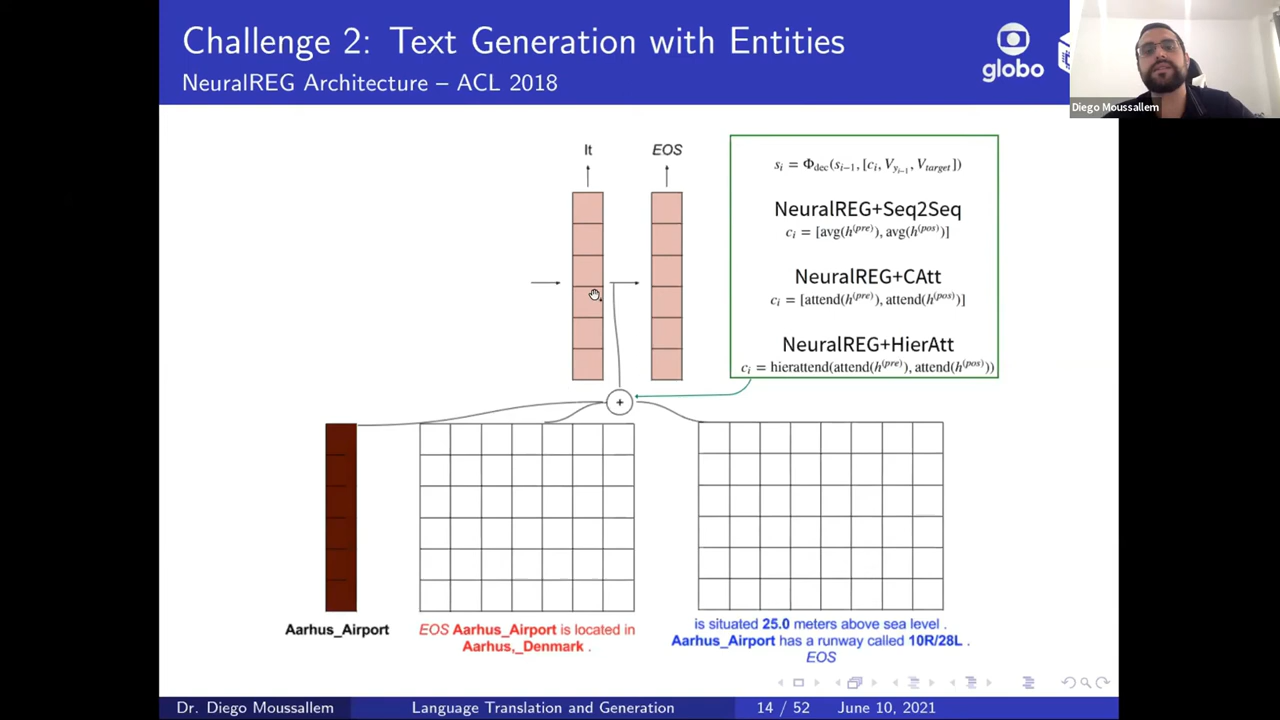 Challenge 2: Text Generation with Entities
NeuralREG Architecture – ACL 2018
globo
Diego Moussallem
It
EOS
s_i = Φ_dec(s_{i−1}, [c_i, V_{y_{i−1}}, V_{target}])
NeuralREG+Seq2Seq
c_i = [avg(h^{(pre)}), avg(h^{(pos)})]
NeuralREG+CAtt
c_i = [attend(h^{(pre)}), attend(h^{(pos)})]
NeuralREG+HierAtt
c_i = hierattend(attend(h^{(pre)}), attend(h^{(pos)}))
+
Aarhus_Airport
EOS Aarhus_Airport is located in
Aarhus,_Denmark .
is situated 25.0 meters above sea level .
Aarhus_Airport has a runway called 10R/28L .
EOS
Dr. Diego Moussallem
Language Translation and Generation
14 / 52
June 10, 2021